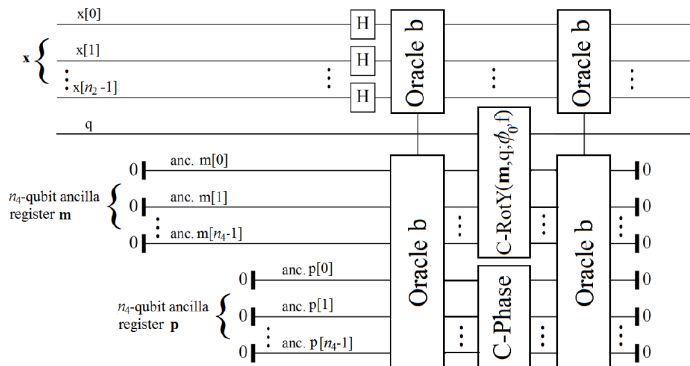 x[0]
H
Oracle b
Oracle b
x
x[1]
H
x[n₂-1]
H
q
C-RotY(m,q;ϕ₀,f)
0
anc. m[0]
0
n₄-qubit ancilla
register m
0
anc. m[1]
0
0
anc. m[n₄-1]
0
Oracle b
Oracle b
0
anc. p[0]
0
n₄-qubit ancilla
register p
0
anc. p[1]
0
C-Phase
0
anc. p[n₄-1]
0